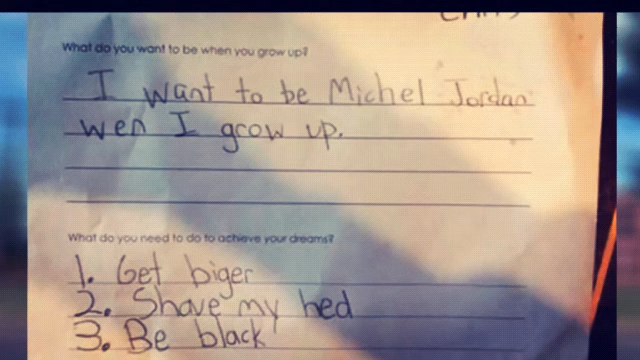 What do you want to be when you grow up?
I want to be Michel Jordan
wen I grow up.
What do you need to do to achieve your dreams?
1. Get biger
2. Shave my hed
3. Be black